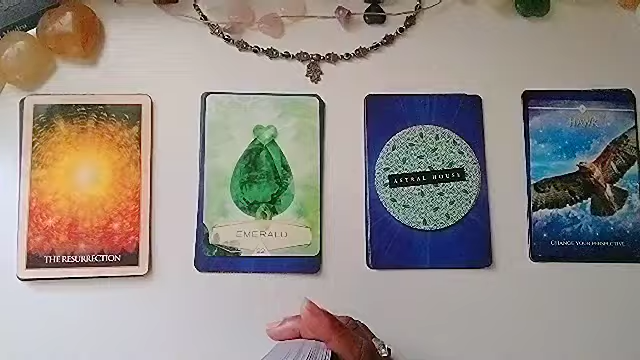 THE RESURRECTION
EMERALD
ASTRAL HOUSE
HAWK
CHANGE YOUR PERSPECTIVE